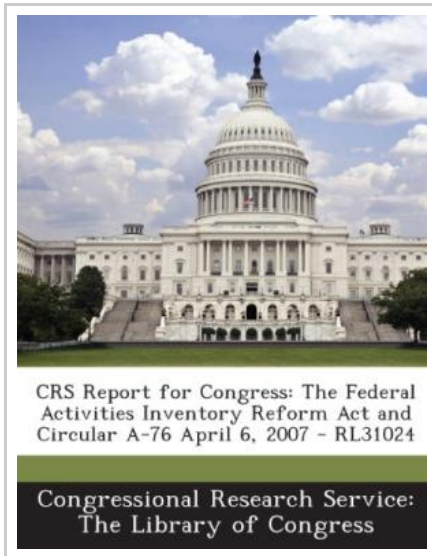 CRS Report for Congress: The Federal
Activities Inventory Reform Act and
Circular A-76 April 6, 2007 - RL31024
Congressional Research Service:
The Library of Congress